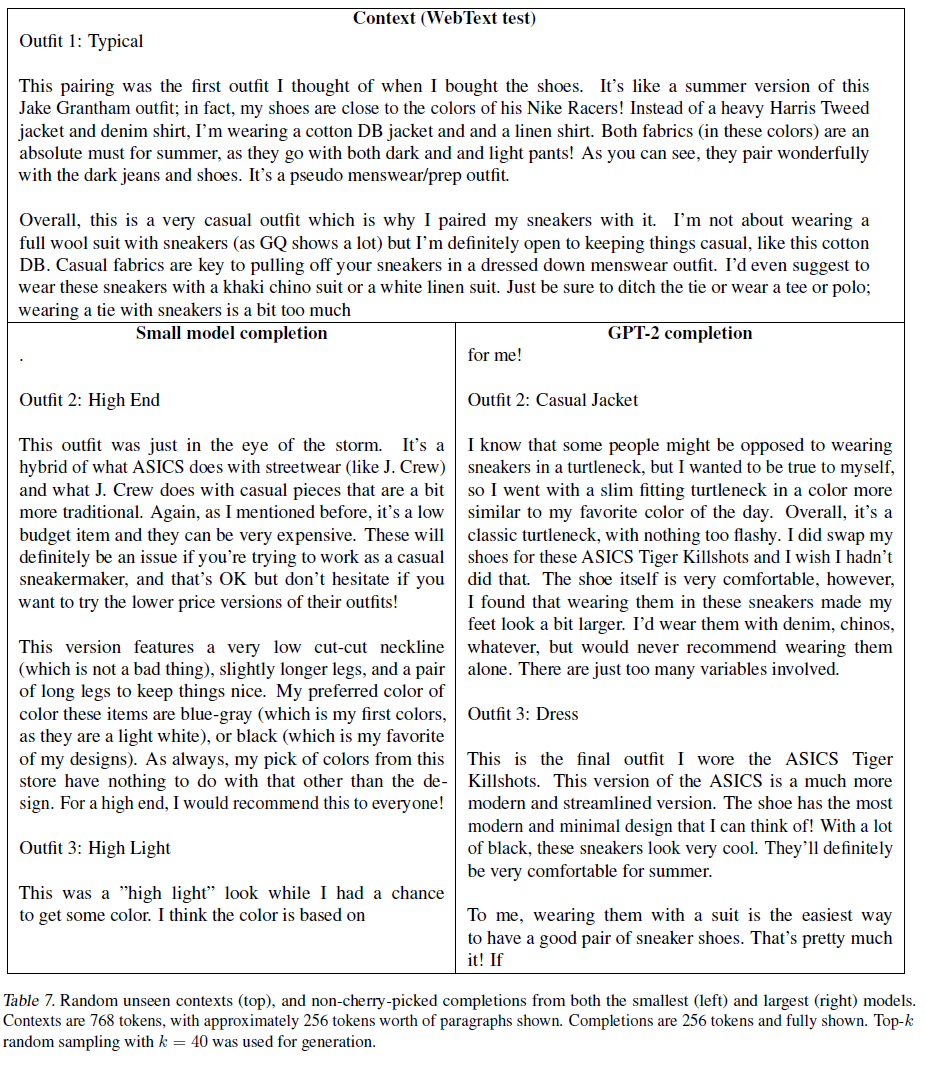 Context (WebText test)
Outfit 1: Typical
This pairing was the first outfit I thought of when I bought the shoes. It's like a summer version of this
Jake Grantham outfit; in fact, my shoes are close to the colors of his Nike Racers! Instead of a heavy Harris Tweed
jacket and denim shirt, I'm wearing a cotton DB jacket and and a linen shirt. Both fabrics (in these colors) are an
absolute must for summer, as they go with both dark and and light pants! As you can see, they pair wonderfully
with the dark jeans and shoes. It's a pseudo menswear/prep outfit.
Overall, this is a very casual outfit which is why I paired my sneakers with it. I'm not about wearing a
full wool suit with sneakers (as GQ shows a lot) but I'm definitely open to keeping things casual, like this cotton
DB. Casual fabrics are key to pulling off your sneakers in a dressed down menswear outfit. I'd even suggest to
wear these sneakers with a khaki chino suit or a white linen suit. Just be sure to ditch the tie or wear a tee or polo;
wearing a tie with sneakers is a bit too much
Small model completion
.
Outfit 2: High End
This outfit was just in the eye of the storm. It's a
hybrid of what ASICS does with streetwear (like J. Crew)
and what J. Crew does with casual pieces that are a bit
more traditional. Again, as I mentioned before, it's a low
budget item and they can be very expensive. These will
definitely be an issue if you're trying to work as a casual
sneakermaker, and that's OK but don't hesitate if you
want to try the lower price versions of their outfits!
This version features a very low cut-cut neckline
(which is not a bad thing), slightly longer legs, and a pair
of long legs to keep things nice. My preferred color of
color these items are blue-gray (which is my first colors,
as they are a light white), or black (which is my favorite
of my designs). As always, my pick of colors from this
store have nothing to do with that other than the de-
sign. For a high end, I would recommend this to everyone!
Outfit 3: High Light
This was a ”high light” look while I had a chance
to get some color. I think the color is based on
GPT-2 completion
for me!
Outfit 2: Casual Jacket
I know that some people might be opposed to wearing
sneakers in a turtleneck, but I wanted to be true to myself,
so I went with a slim fitting turtleneck in a color more
similar to my favorite color of the day. Overall, it's a
classic turtleneck, with nothing too flashy. I did swap my
shoes for these ASICS Tiger Killshots and I wish I hadn't
did that. The shoe itself is very comfortable, however,
I found that wearing them in these sneakers made my
feet look a bit larger. I'd wear them with denim, chinos,
whatever, but would never recommend wearing them
alone. There are just too many variables involved.
Outfit 3: Dress
This is the final outfit I wore the ASICS Tiger
Killshots. This version of the ASICS is a much more
modern and streamlined version. The shoe has the most
modern and minimal design that I can think of! With a lot
of black, these sneakers look very cool. They'll definitely
be very comfortable for summer.
To me, wearing them with a suit is the easiest way
to have a good pair of sneaker shoes. That's pretty much
it! If
Table 7. Random unseen contexts (top), and non-cherry-picked completions from both the smallest (left) and largest (right) models.
Contexts are 768 tokens, with approximately 256 tokens worth of paragraphs shown. Completions are 256 tokens and fully shown. Top-k
random sampling with k = 40 was used for generation.